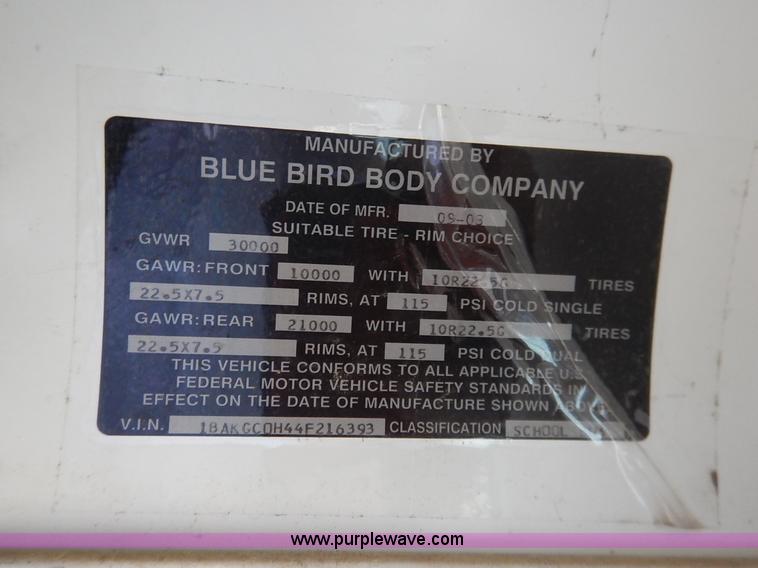 MANUFACTURED BY
BLUE BIRD BODY COMPANY
DATE OF MFR. 09-03
SUITABLE TIRE - RIM CHOICE
GVWR 30000
GAWR: FRONT 10000 WITH 10R22.5G TIRES
22.5X7.5 RIMS, AT 115 PSI COLD SINGLE
GAWR: REAR 21000 WITH 10R22.5G TIRES
22.5X7.5 RIMS, AT 115 PSI COLD DUAL
THIS VEHICLE CONFORMS TO ALL APPLICABLE U.S.
FEDERAL MOTOR VEHICLE SAFETY STANDARDS IN
EFFECT ON THE DATE OF MANUFACTURE SHOWN ABOVE
V.I.N. 1BAKGC0H44F216393 CLASSIFICATION SCHOOL
www.purplewave.com